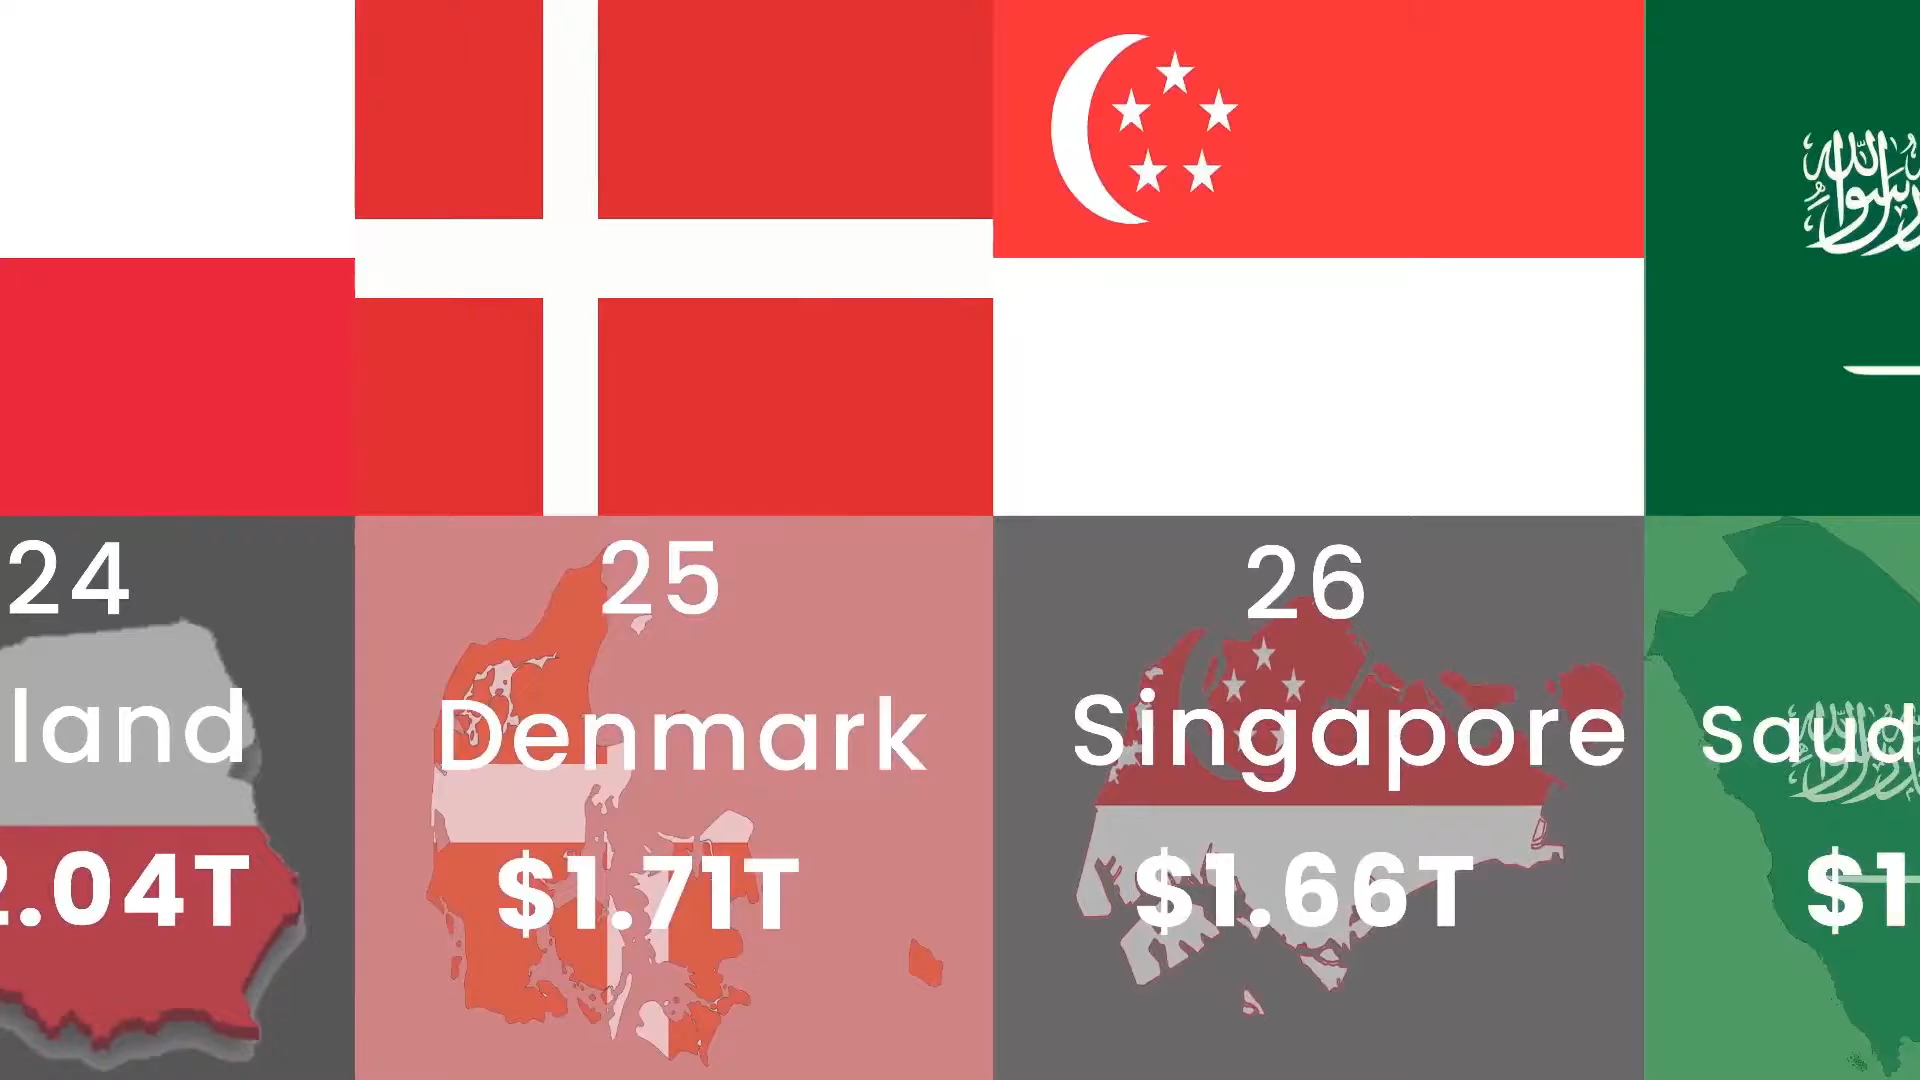 24
land
2.04T
25
Denmark
$1.71T
26
Singapore
$1.66T
Saud
$1